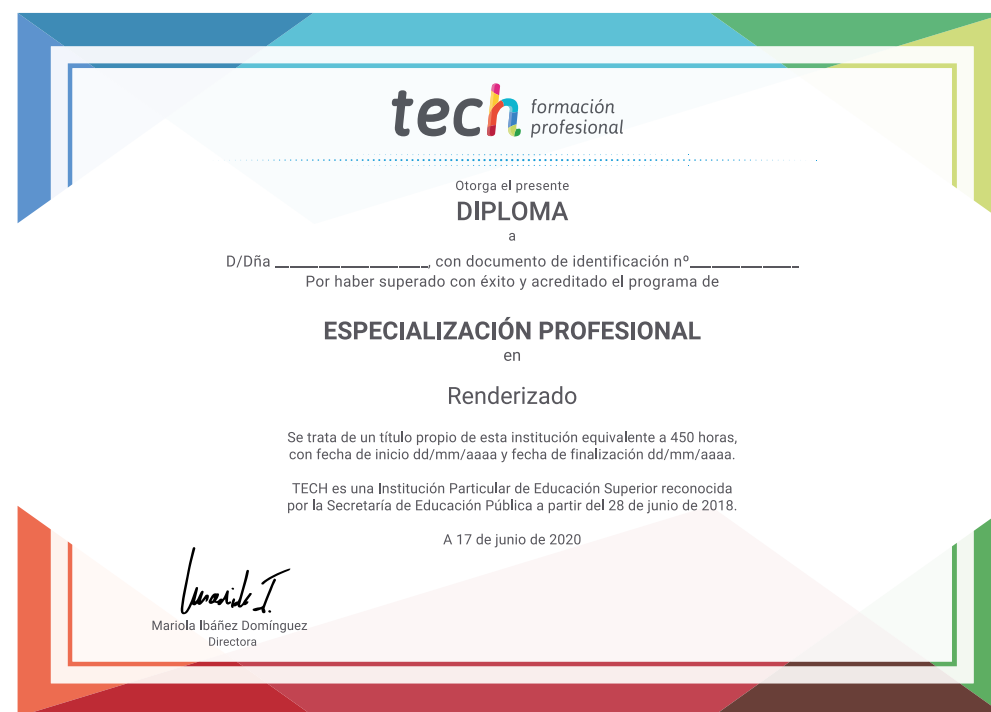 tech formación
profesional
Otorga el presente
DIPLOMA
a
D/Dña ______________________, con documento de identificación nº_______________
Por haber superado con éxito y acreditado el programa de
ESPECIALIZACIÓN PROFESIONAL
en
Renderizado
Se trata de un título propio de esta institución equivalente a 450 horas,
con fecha de inicio dd/mm/aaaa y fecha de finalización dd/mm/aaaa.
TECH es una Institución Particular de Educación Superior reconocida
por la Secretaría de Educación Pública a partir del 28 de junio de 2018.
A 17 de junio de 2020
Mariola Ibáñez Domínguez
Directora